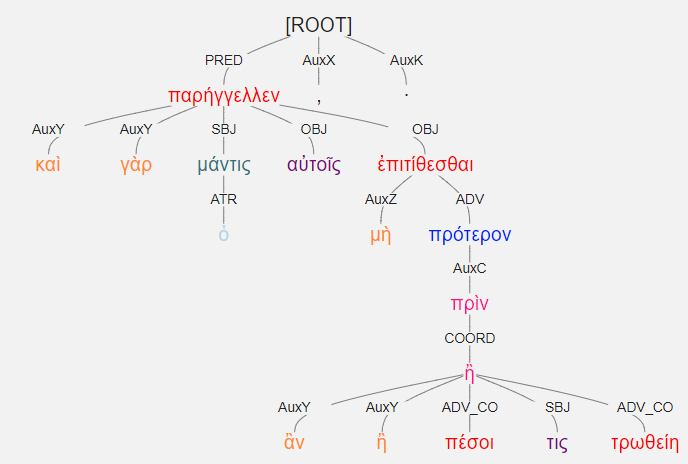 [ROOT]
PRED AuxX AuxK
παρήγγελλεν , .
AuxY AuxY SBJ OBJ OBJ
καὶ γὰρ μάντις αὐτοῖς ἐπιτίθεσθαι
ATR AuxZ ADV
ὁ μὴ πρότερον
AuxC
πρὶν
COORD
ἢ
AuxY AuxY ADV_CO SBJ ADV_CO
ἂν ἢ πέσοι τις τρωθείη